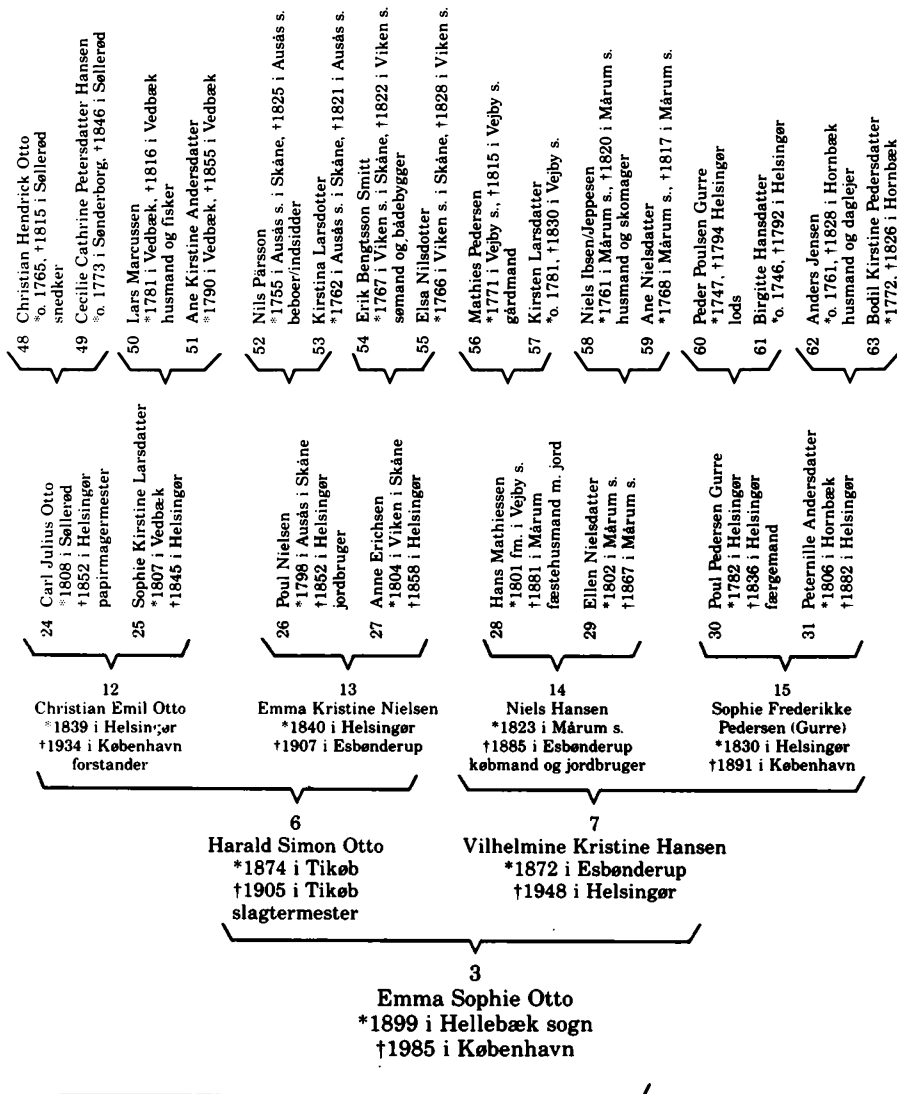 48
Christian Hendrick Otto
*o. 1765, †1815 i Søllerød
snedker
49
Cecilie Cathrine Petersdatter Hansen
*o. 1773 i Sønderborg, †1846 i Søllerød
50
Lars Marcussen
*1781 i Vedbæk, †1816 i Vedbæk
husmand og fisker
51
Ane Kirstine Andersdatter
*1790 i Vedbæk, †1855 i Vedbæk
52
Nils Pärsson
*1755 i Ausås s. i Skåne, †1825 i Ausås s.
beboer/indsidder
53
Kirstina Larsdotter
*1762 i Ausås s. i Skåne, †1821 i Ausås s.
54
Erik Bengtsson Smitt
*1767 i Viken s. i Skåne, †1822 i Viken s.
sømand og bådebygger
55
Elsa Nilsdotter
*1766 i Viken s. i Skåne, †1828 i Viken s.
56
Mathies Pedersen
*1771 i Vejby s., †1815 i Vejby s.
gårdmand
57
Kirsten Larsdatter
*o. 1781, †1830 i Vejby s.
58
Niels Ibsen/Jeppesen
*1761 i Mårum s., †1820 i Mårum s.
husmand og skomager
59
Ane Nielsdatter
*1768 i Mårum s., †1817 i Mårum s.
60
Peder Poulsen Gurre
*1747, †1794 Helsingør
lods
61
Birgitte Hansdatter
*o. 1746, †1792 i Helsingør
62
Anders Jensen
*o. 1761, †1828 i Hornbæk
husmand og daglejer
63
Bodil Kirstine Pedersdatter
*1772, †1826 i Hornbæk
24
Carl Julius Otto
*1808 i Søllerød
†1852 i Helsingør
papirmagermester
25
Sophie Kirstine Larsdatter
*1807 i Vedbæk
†1845 i Helsingør
26
Poul Nielsen
*1798 i Ausås i Skåne
†1852 i Helsingør
jordbruger
27
Anne Erichsen
*1804 i Viken i Skåne
†1858 i Helsingør
28
Hans Mathiessen
*1801 fm. i Vejby s.
†1881 i Mårum
fæstehusmand m. jord
29
Ellen Nielsdatter
*1802 i Mårum s.
†1867 i Mårum s.
30
Poul Pedersen Gurre
*1782 i Helsingør
†1836 i Helsingør
færgemand
31
Peternille Andersdatter
*1806 i Hornbæk
†1882 i Helsingør
12
Christian Emil Otto
*1839 i Helsingør
†1934 i København
forstander
13
Emma Kristine Nielsen
*1840 i Helsingør
†1907 i Esbønderup
14
Niels Hansen
*1823 i Mårum s.
†1885 i Esbønderup
købmand og jordbruger
15
Sophie Frederikke
Pedersen (Gurre)
*1830 i Helsingør
†1891 i København
6
Harald Simon Otto
*1874 i Tikøb
†1905 i Tikøb
slagtermester
7
Vilhelmine Kristine Hansen
*1872 i Esbønderup
†1948 i Helsingør
3
Emma Sophie Otto
*1899 i Hellebæk sogn
†1985 i København